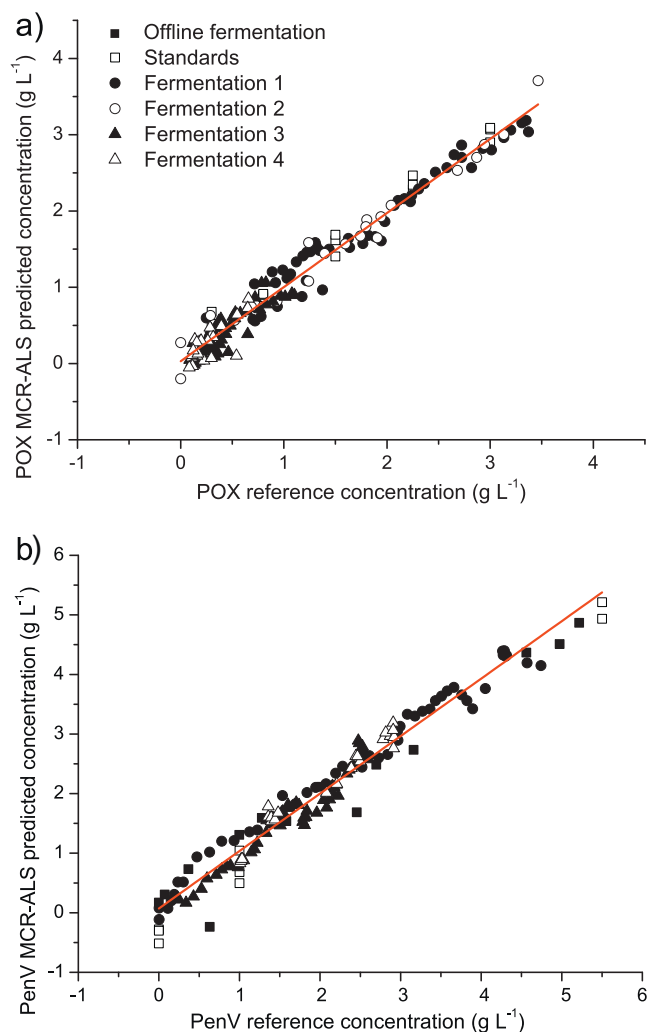 a)
Offline fermentation
Standards
Fermentation 1
Fermentation 2
Fermentation 3
Fermentation 4
POX MCR-ALS predicted concentration (g L⁻¹)
4
3
2
1
0
-1
-1 0 1 2 3 4
POX reference concentration (g L⁻¹)
b)
PenV MCR-ALS predicted concentration (g L⁻¹)
6
5
4
3
2
1
0
-1
-1 0 1 2 3 4 5 6
PenV reference concentration (g L⁻¹)